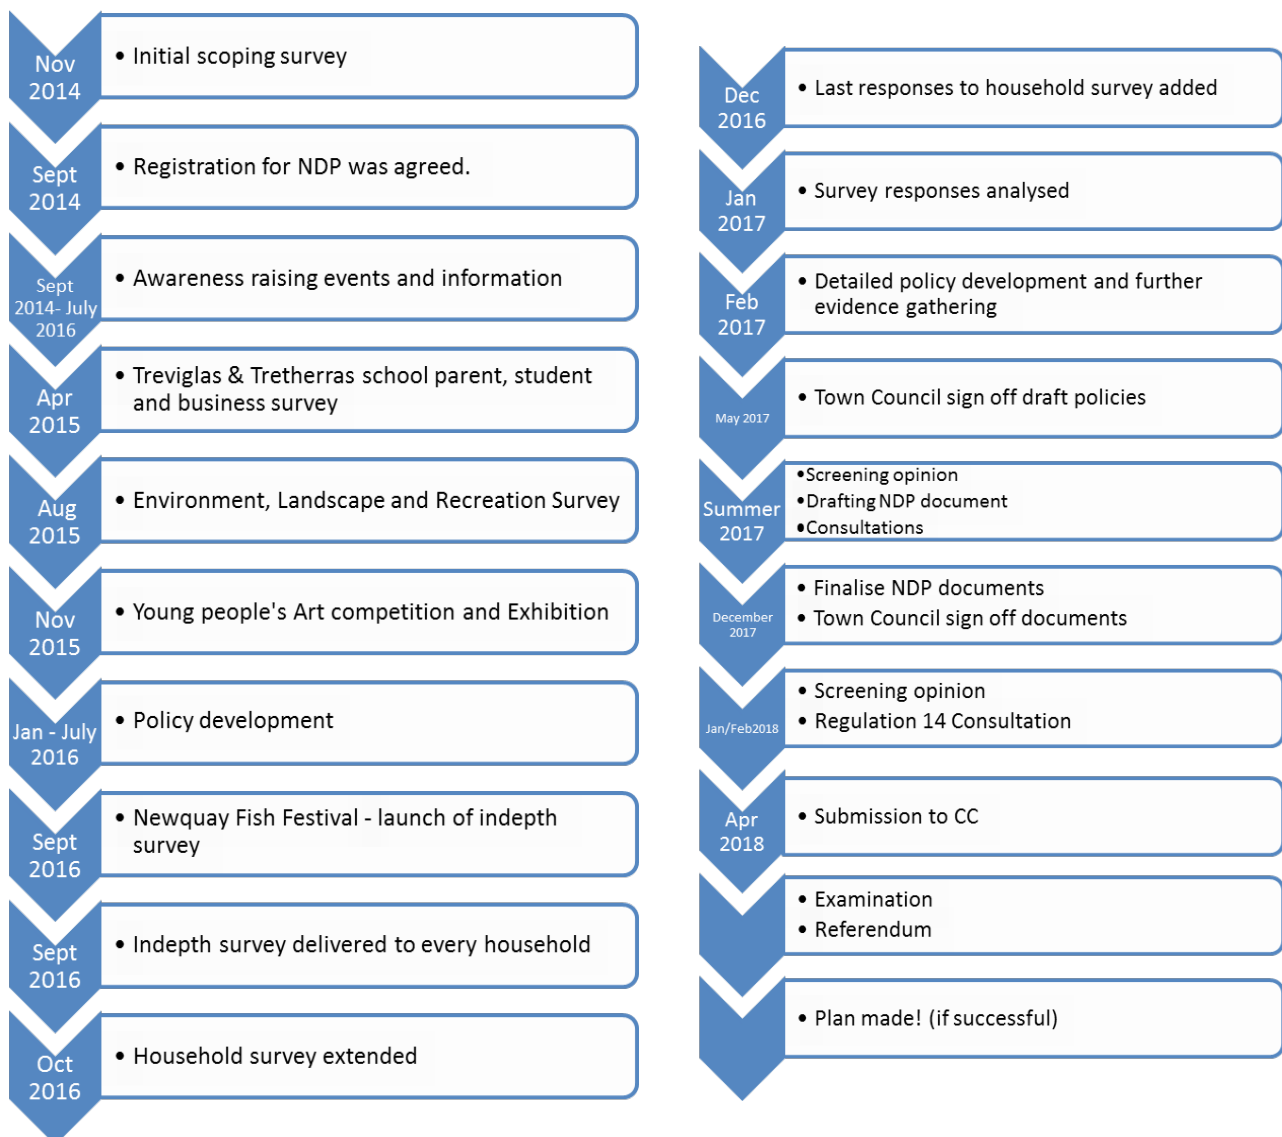 Nov
2014
• Initial scoping survey
Sept
2014
• Registration for NDP was agreed.
Sept
2014- July
2016
• Awareness raising events and information
Apr
2015
• Treviglas & Tretherras school parent, student
and business survey
Aug
2015
• Environment, Landscape and Recreation Survey
Nov
2015
• Young people's Art competition and Exhibition
Jan - July
2016
• Policy development
Sept
2016
• Newquay Fish Festival - launch of indepth
survey
Sept
2016
• Indepth survey delivered to every household
Oct
2016
• Household survey extended
Dec
2016
• Last responses to household survey added
Jan
2017
• Survey responses analysed
Feb
2017
• Detailed policy development and further
evidence gathering
May 2017
• Town Council sign off draft policies
Summer
2017
•Screening opinion
•Drafting NDP document
•Consultations
December
2017
• Finalise NDP documents
• Town Council sign off documents
Jan/Feb2018
• Screening opinion
• Regulation 14 Consultation
Apr
2018
• Submission to CC
• Examination
• Referendum
• Plan made! (if successful)